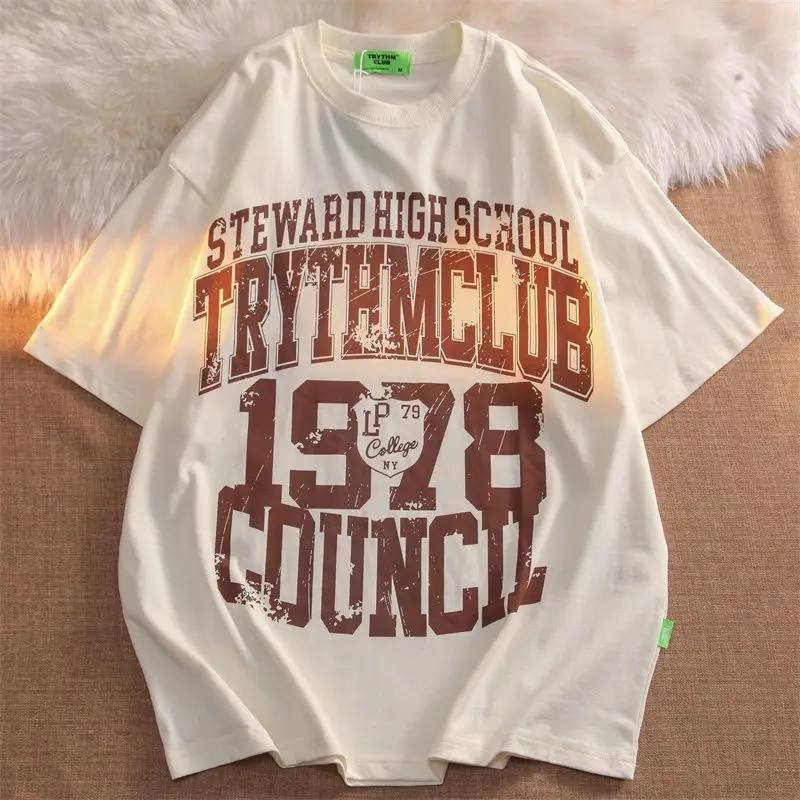 TRYTHM
CLUB
M
STEWARD HIGH SCHOOL
TRYTHMCLUB
1978
LP 79
College
NY
COUNCIL